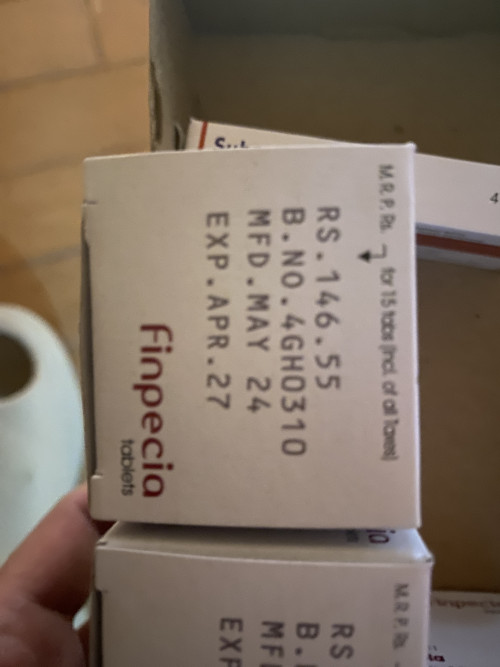 M.R.P. Rs. for 15 tabs (Incl. of all Taxes)
RS.146.55
B.NO.4GH0310
MFD.MAY 24
EXP.APR.27
Finpecia
tablets
M.R.P. Rs.
RS
B.
MF
EXP